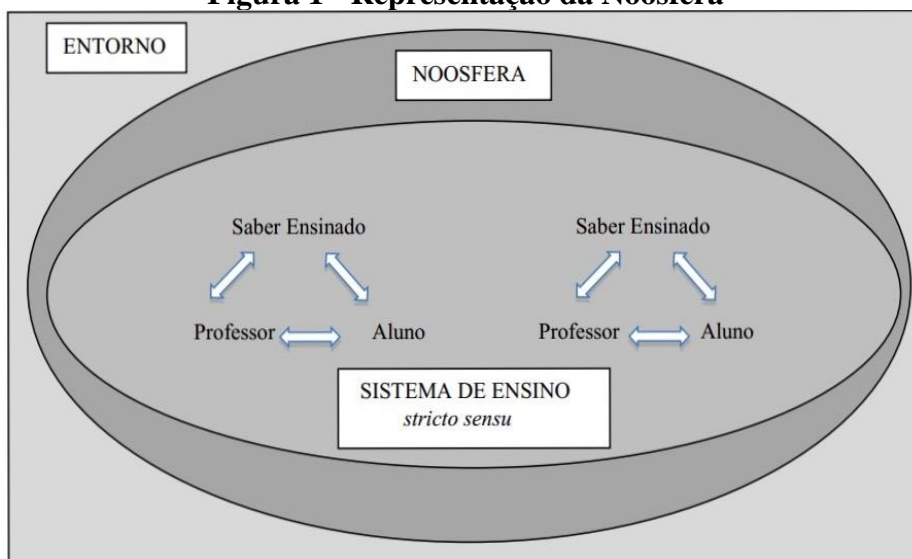 Figura 1 - Representação da Noosfera
ENTORNO
NOOSFERA
Saber Ensinado
Saber Ensinado
Professor
Aluno
Professor
Aluno
SISTEMA DE ENSINO
stricto sensu